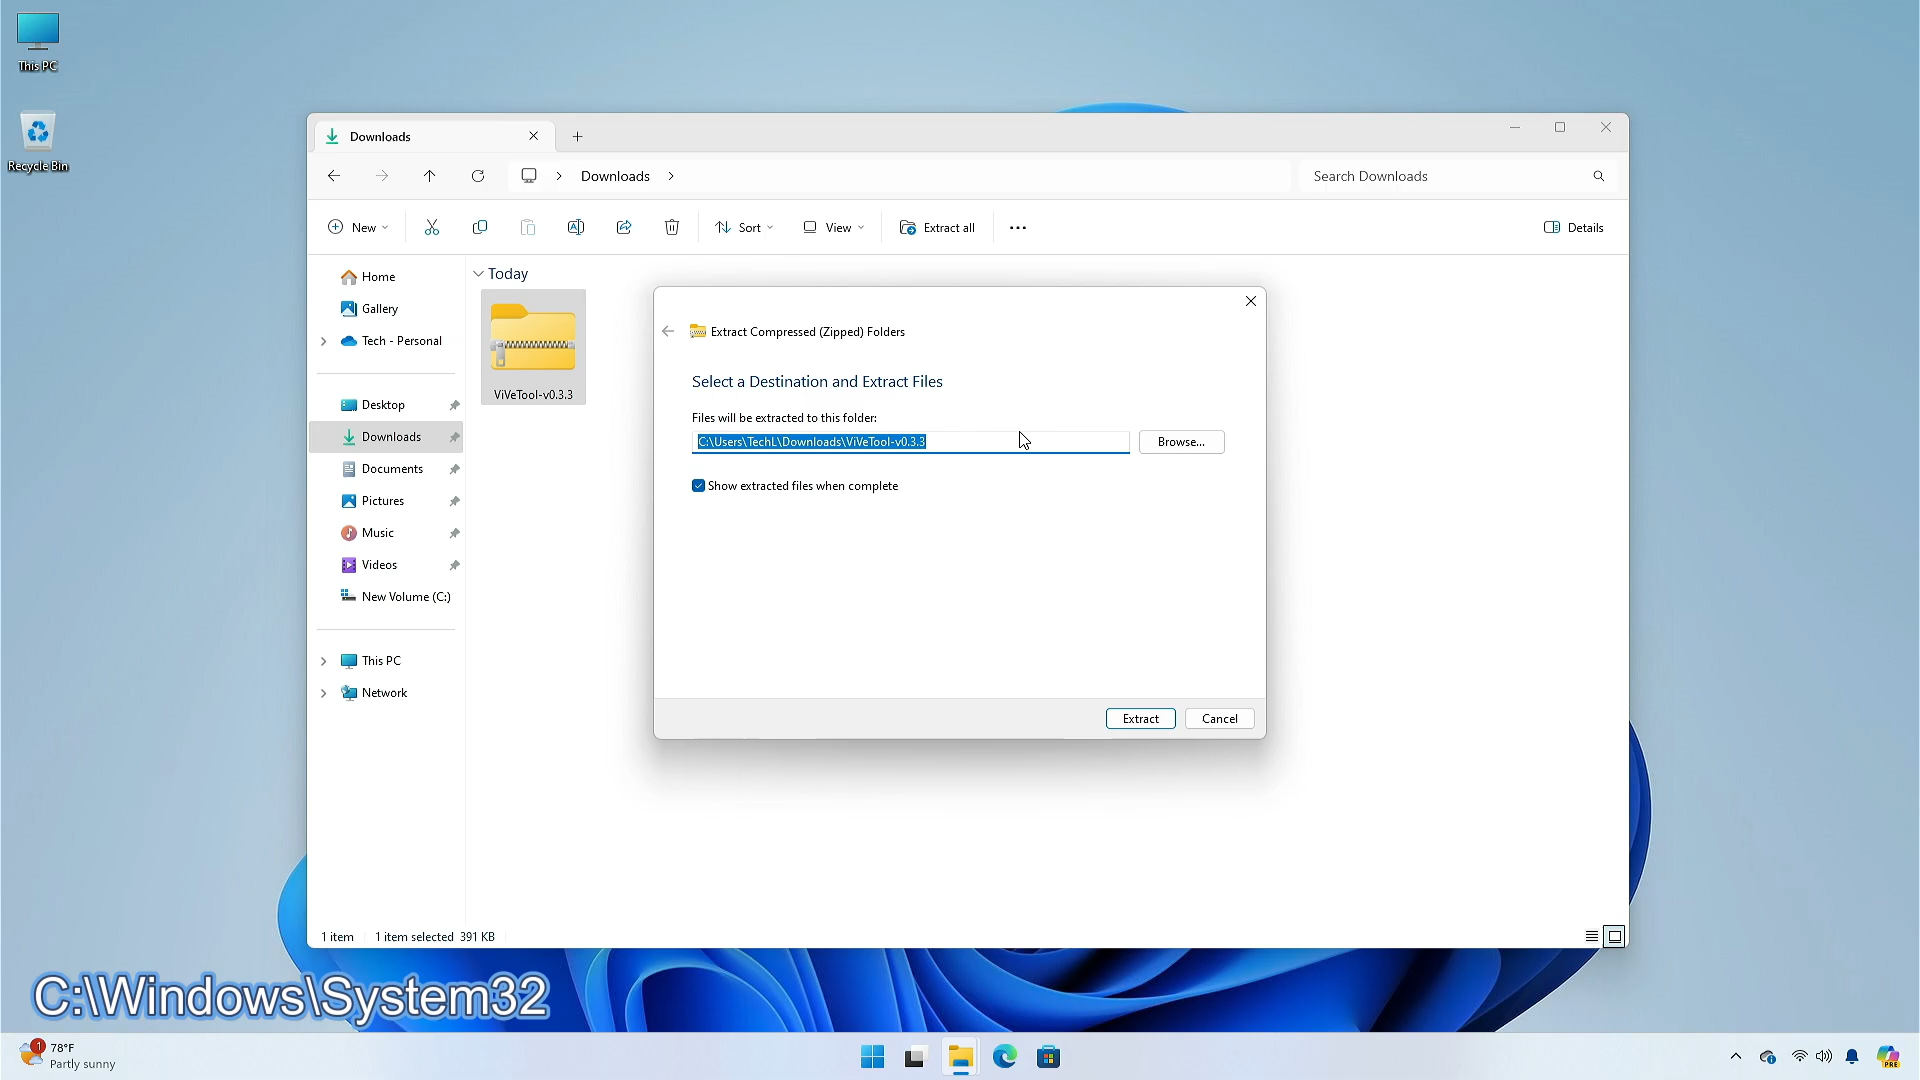 This PC
Recycle Bin
Downloads
Downloads
Search Downloads
New
Sort
View
Extract all
Details
Home
Gallery
Tech - Personal
Desktop
Downloads
Documents
Pictures
Music
Videos
New Volume (C:)
This PC
Network
Today
ViVeTool-v0.3.3
Extract Compressed (Zipped) Folders
Select a Destination and Extract Files
Files will be extracted to this folder:
C:\Users\TechL\Downloads\ViVeTool-v0.3.3
Browse...
Show extracted files when complete
Extract
Cancel
1 item
1 item selected 391 KB
C:\Windows\System32
1
78°F
Partly sunny
PRE